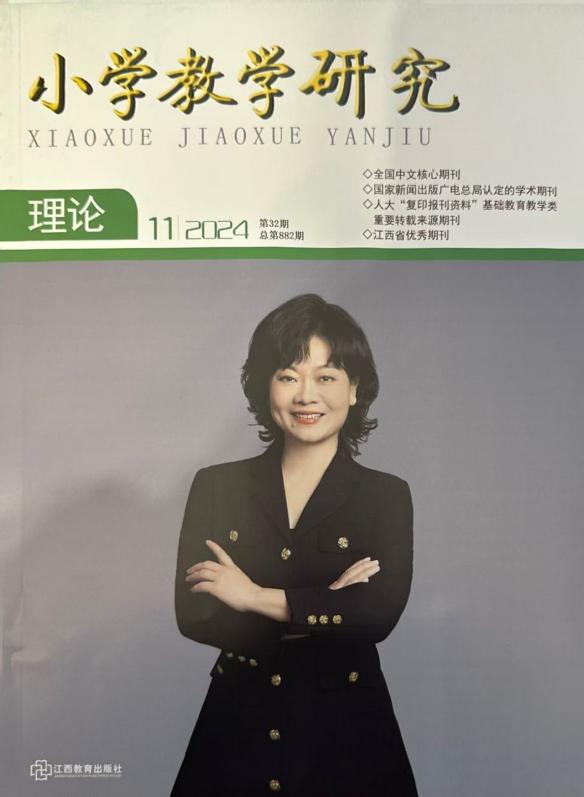 小学教学研究
XIAOXUE JIAOXUE YANJIU
◇全国中文核心期刊
◇国家新闻出版广电总局认定的学术期刊
◇人大“复印报刊资料”基础教育教学类
重要转载来源期刊
◇江西省优秀期刊
理论
11 2024 第32期
总第882期
江西教育出版社